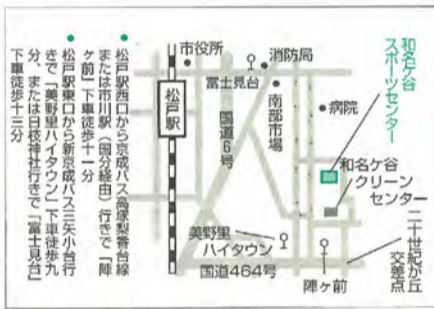 和名ケ谷
スポーツセンター
市役所
消防局
富士見台
松戸駅
国道6号
南部市場
病院
和名ケ谷
クリーン
センター
美野里
ハイタウン
国道464号
陣ヶ前
二十世紀が丘
交差点
●松戸駅西口から京成バス高塚梨香台線
または市川駅(国分経由)行きで「陣
ヶ前」下車徒歩十一分
●松戸駅東口から新京成バス三矢小台行
きで「美野里ハイタウン」下車徒歩九
分、または日枝神社行きで「富士見台」
下車徒歩十三分